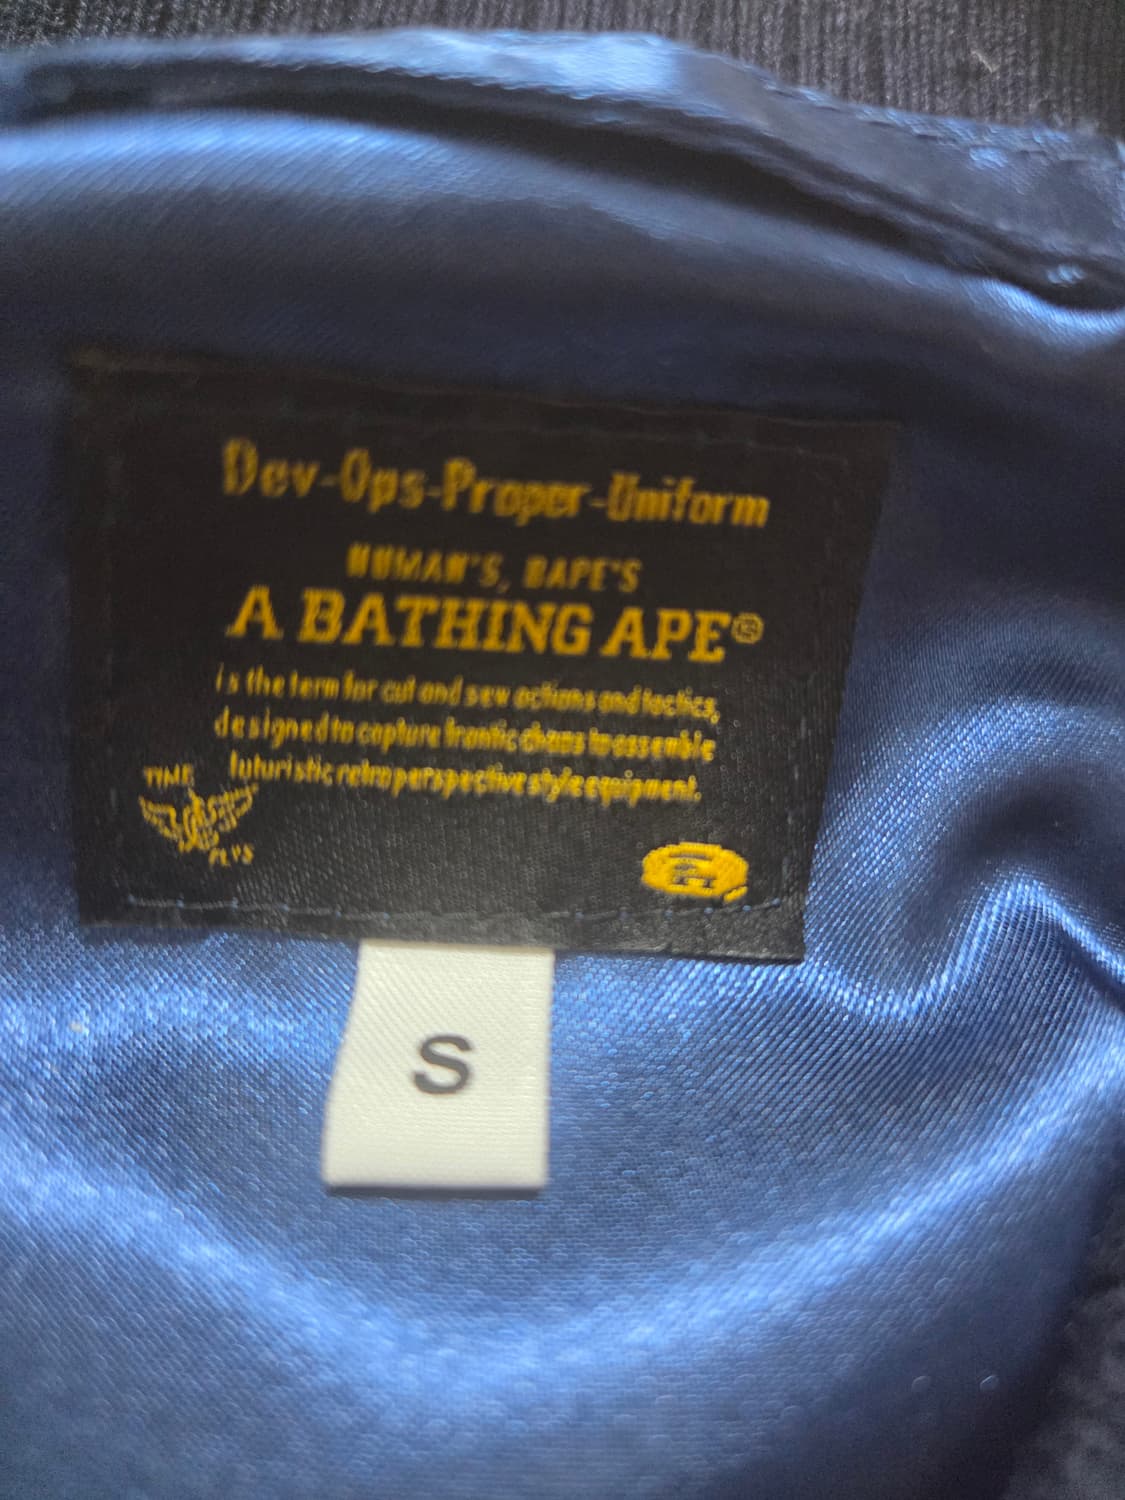 Dev-Ops-Proper-Uniform
HUMAN'S, BAPE'S
A BATHING APE®
is the term for cut and sew actions and tactics,
designed to capture frantic chaos to assemble
futuristic retro perspective style equipment.
TIME
FLYS
S